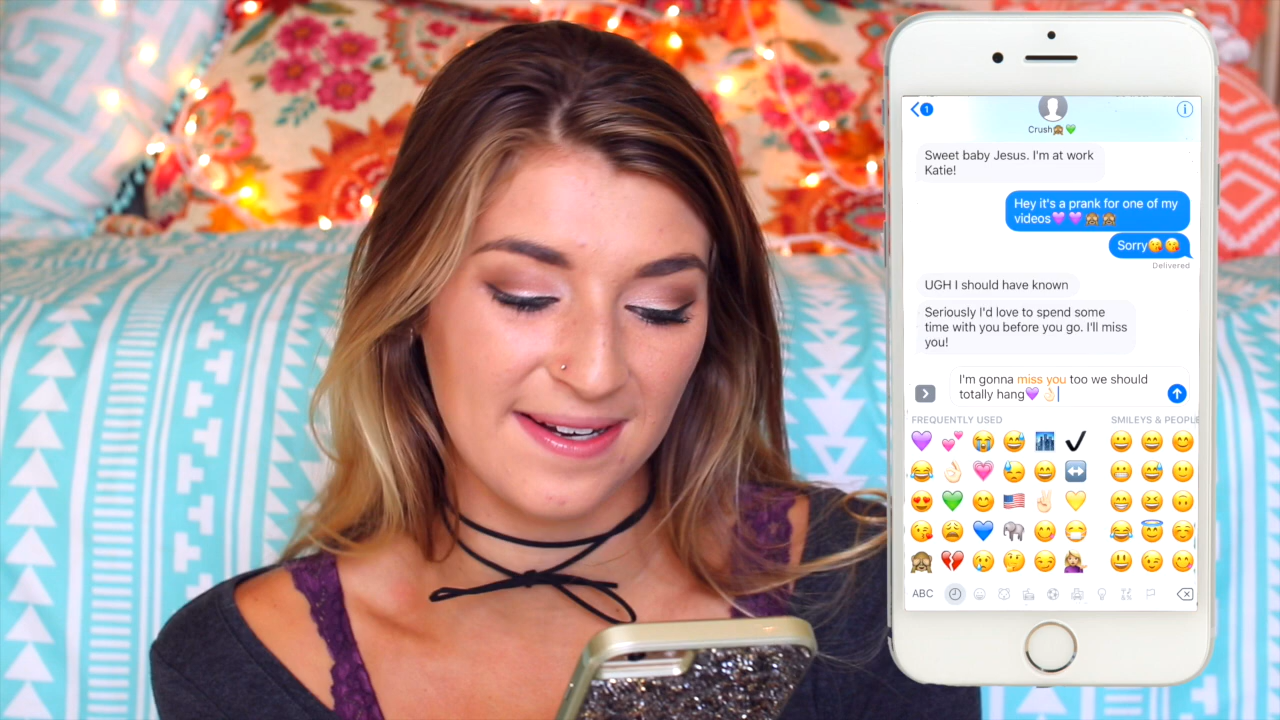 1
Crush🙈💚
Sweet baby Jesus. I'm at work
Katie!
Hey it's a prank for one of my
videos💜💜🙈🙈
Sorry😘😘
Delivered
UGH I should have known
Seriously I'd love to spend some
time with you before you go. I'll miss
you!
I'm gonna miss you too we should
totally hang💜👌🏻
FREQUENTLY USED
SMILEYS & PEOPLE
ABC